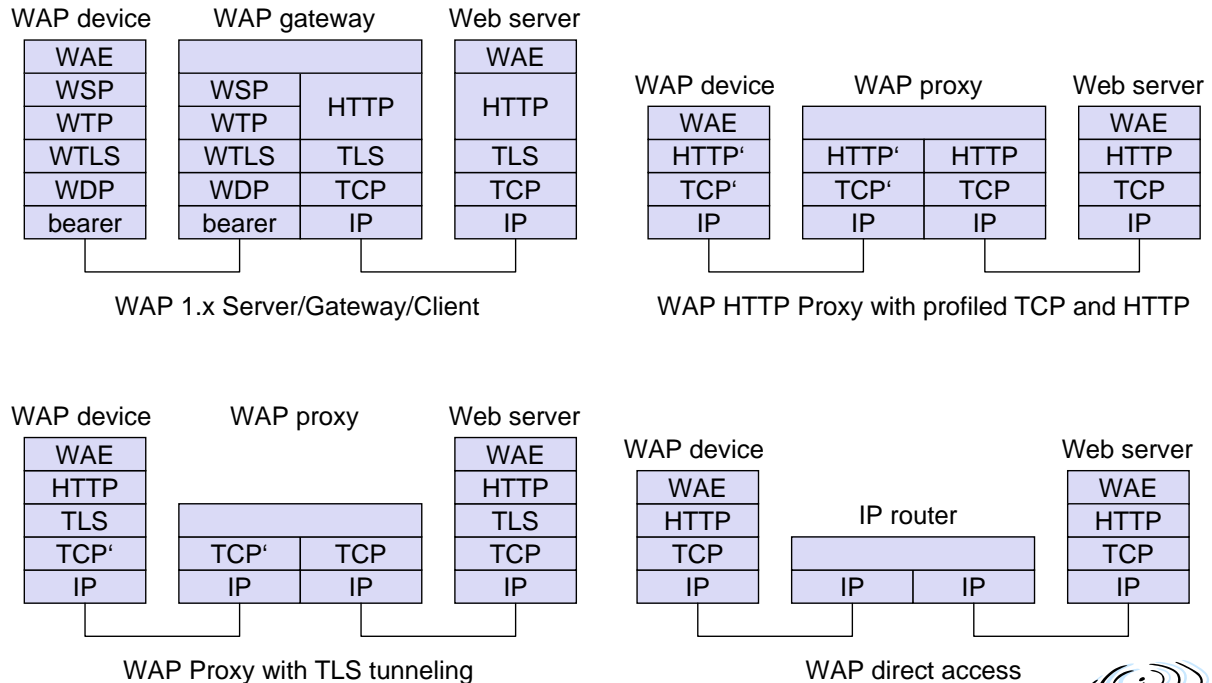 WAP device WAP gateway Web server
WAE WAE
WSP WSP HTTP HTTP
WTP WTP
WTLS WTLS TLS TLS
WDP WDP TCP TCP
bearer bearer IP IP
WAP 1.x Server/Gateway/Client
WAP device WAP proxy Web server
WAE WAE
HTTP‘ HTTP‘ HTTP HTTP
TCP‘ TCP‘ TCP TCP
IP IP IP IP
WAP HTTP Proxy with profiled TCP and HTTP
WAP device WAP proxy Web server
WAE WAE
HTTP HTTP
TLS TLS
TCP‘ TCP‘ TCP TCP
IP IP IP IP
WAP Proxy with TLS tunneling
WAP device IP router Web server
WAE WAE
HTTP HTTP
TCP TCP
IP IP IP IP
WAP direct access